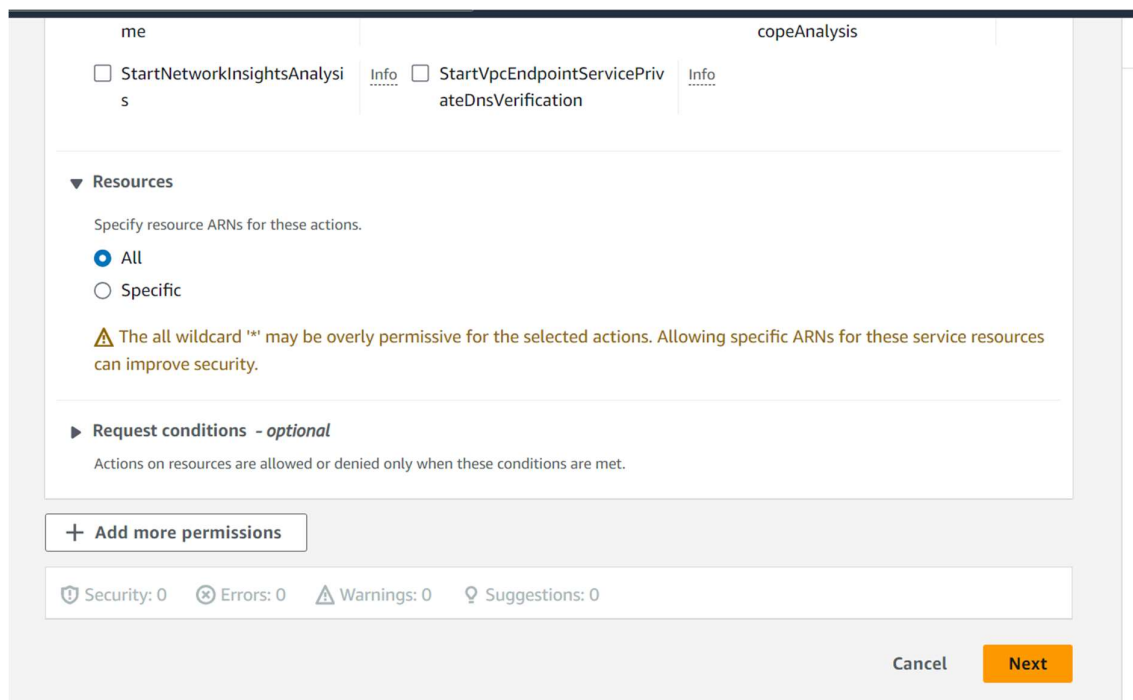 me
copeAnalysis
StartNetworkInsightsAnalysi
s
Info
StartVpcEndpointServicePriv
ateDnsVerification
Info
Resources
Specify resource ARNs for these actions.
All
Specific
The all wildcard '*' may be overly permissive for the selected actions. Allowing specific ARNs for these service resources
can improve security.
Request conditions - optional
Actions on resources are allowed or denied only when these conditions are met.
Add more permissions
Security: 0 Errors: 0 Warnings: 0 Suggestions: 0
Cancel Next